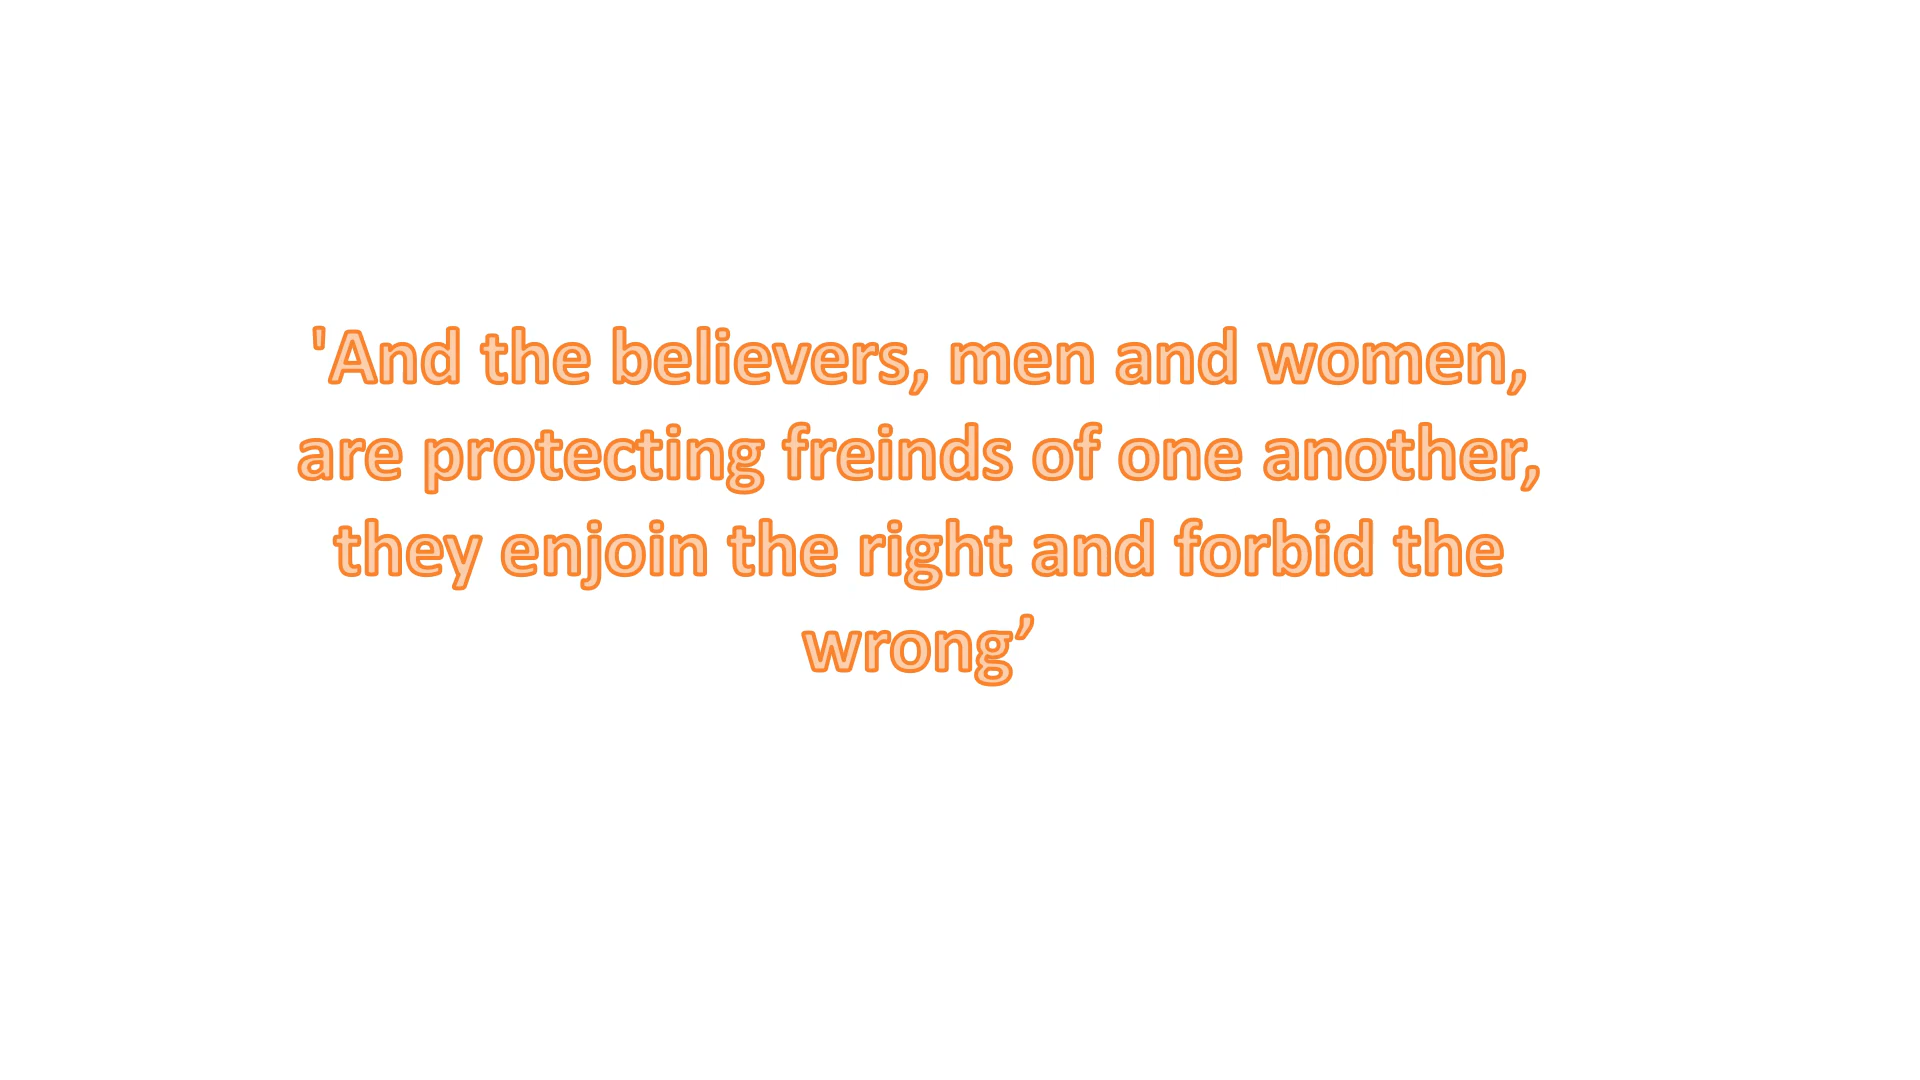 'And the believers, men and women,
are protecting freinds of one another,
they enjoin the right and forbid the
wrong’